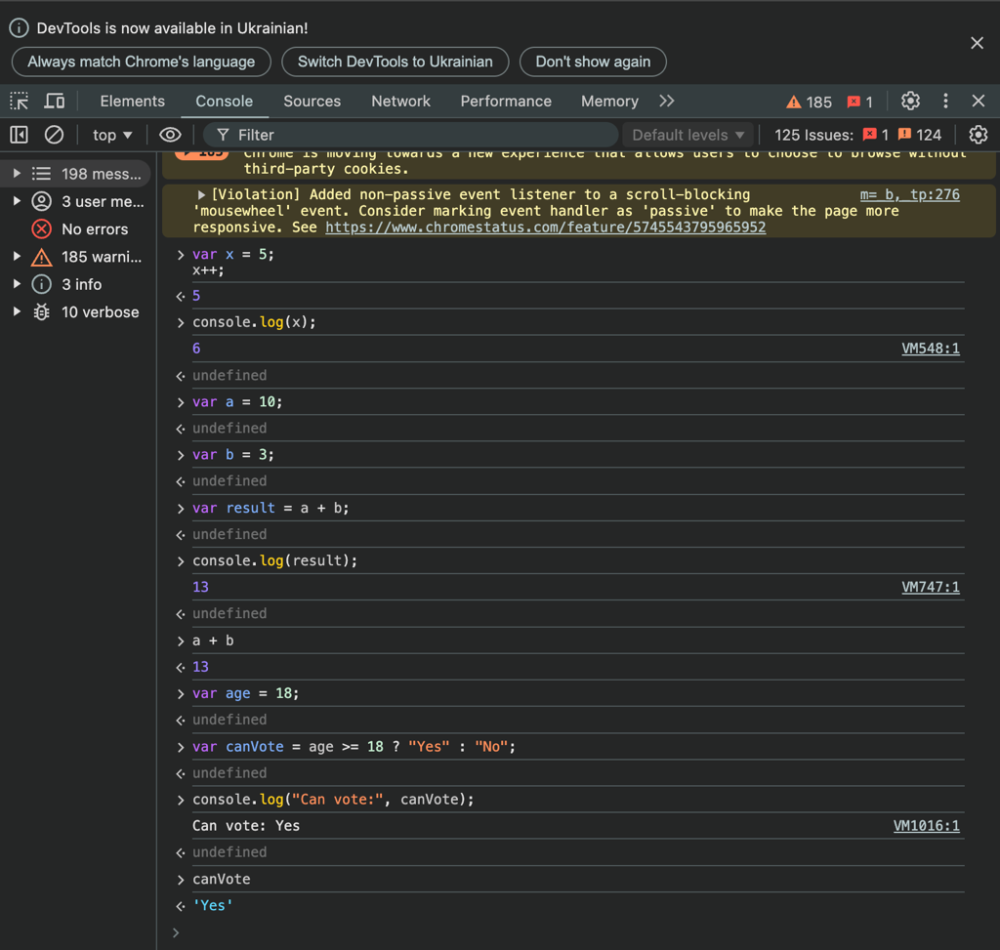 DevTools is now available in Ukrainian!
Always match Chrome's language Switch DevTools to Ukrainian Don't show again
Elements Console Sources Network Performance Memory 185 1
top Filter Default levels 125 Issues: 1 124
198 mess...
3 user me...
No errors
185 warni...
3 info
10 verbose
Chrome is moving towards a new experience that allows users to choose to browse without
third-party cookies.
[Violation] Added non-passive event listener to a scroll-blocking m=_b,_tp:276
'mousewheel' event. Consider marking event handler as 'passive' to make the page more
responsive. See https://www.chromestatus.com/feature/5745543795965952
var x = 5;
x++;
5
console.log(x);
6 VM548:1
undefined
var a = 10;
undefined
var b = 3;
undefined
var result = a + b;
undefined
console.log(result);
13 VM747:1
undefined
a + b
13
var age = 18;
undefined
var canVote = age >= 18 ? "Yes" : "No";
undefined
console.log("Can vote:", canVote);
Can vote: Yes VM1016:1
undefined
canVote
'Yes'